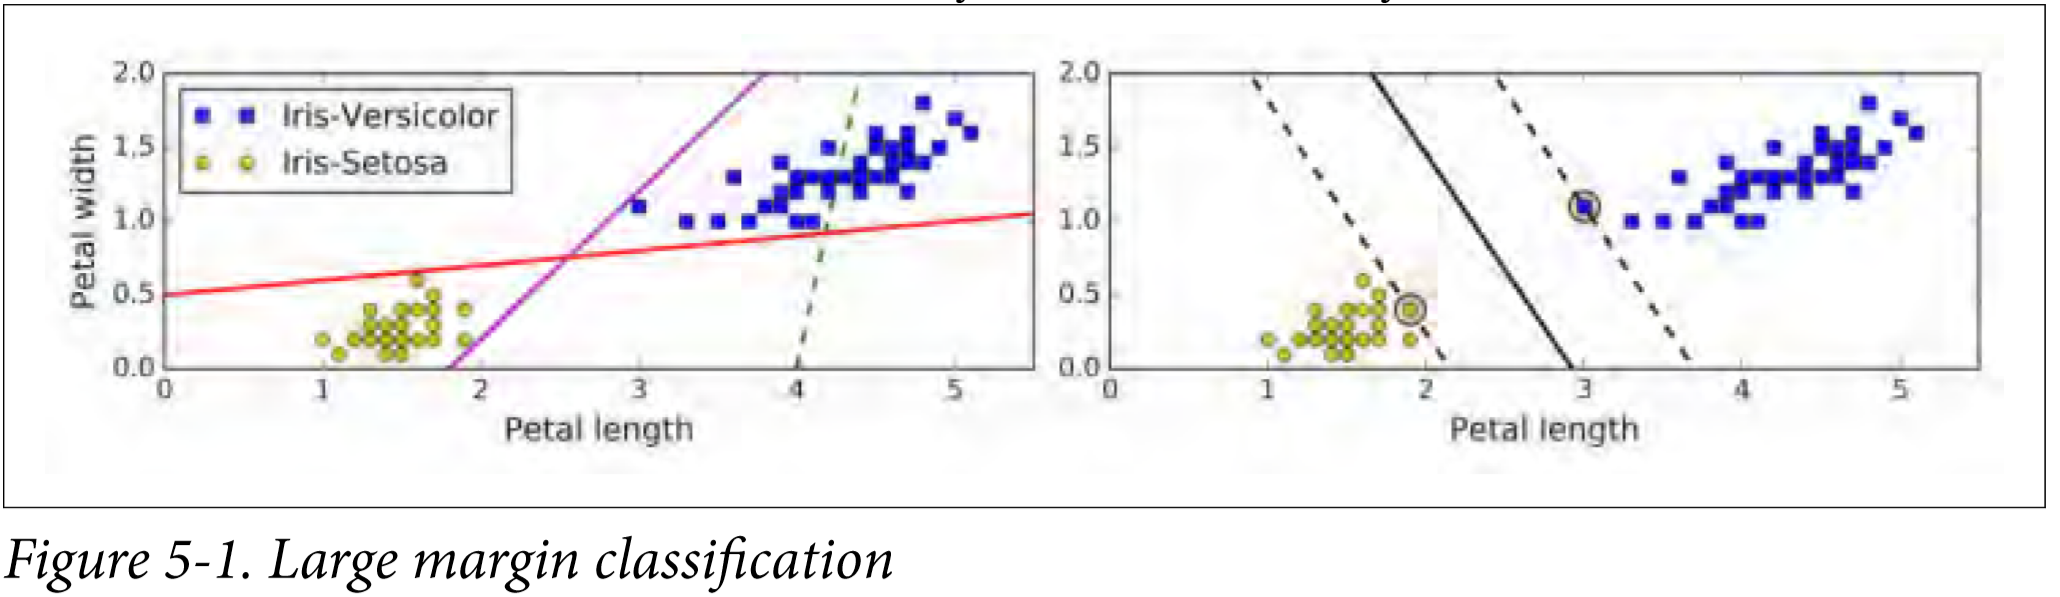 2.0
1.5
1.0
0.5
0.0
Petal width
Iris-Versicolor
Iris-Setosa
0 1 2 3 4 5
Petal length
2.0
1.5
1.0
0.5
0.0
0 1 2 3 4 5
Petal length
Figure 5-1. Large margin classification